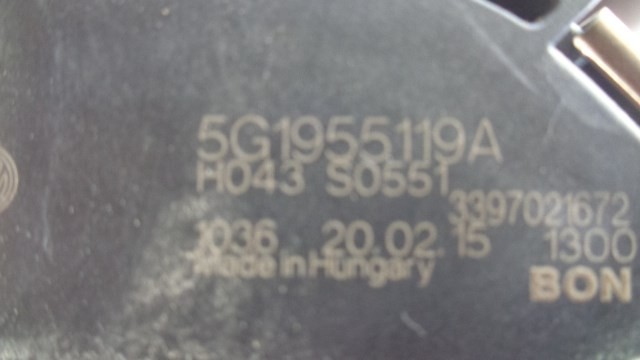 5G1955119A
H043 S0551
3397021672
1036 20.02.15 1300
Made in Hungary
BON